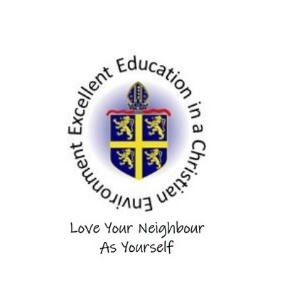 Excellent Education in a Christian Environment
Love Your Neighbour
As Yourself